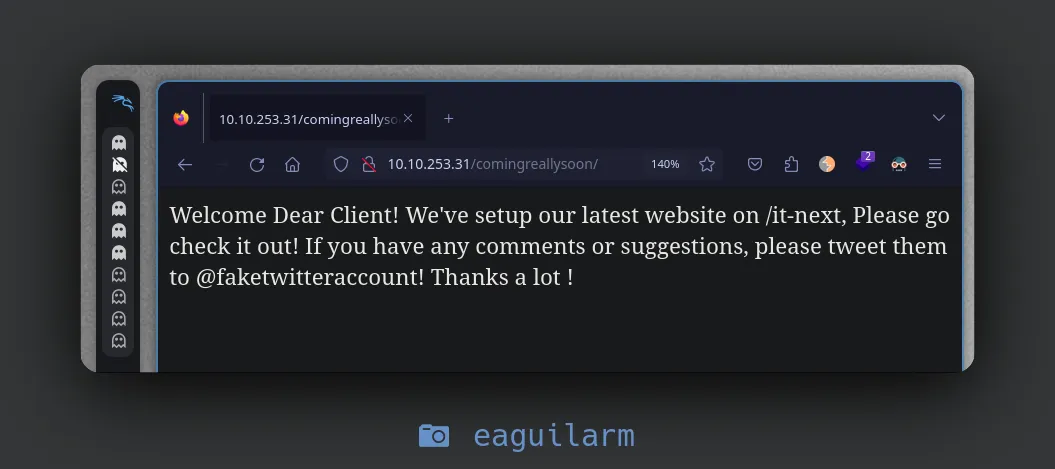 10.10.253.31/comingreallyso
10.10.253.31/comingreallysoon/
140%
2
Welcome Dear Client! We've setup our latest website on /it-next, Please go
check it out! If you have any comments or suggestions, please tweet them
to @faketwitteraccount! Thanks a lot !
eaguilarm